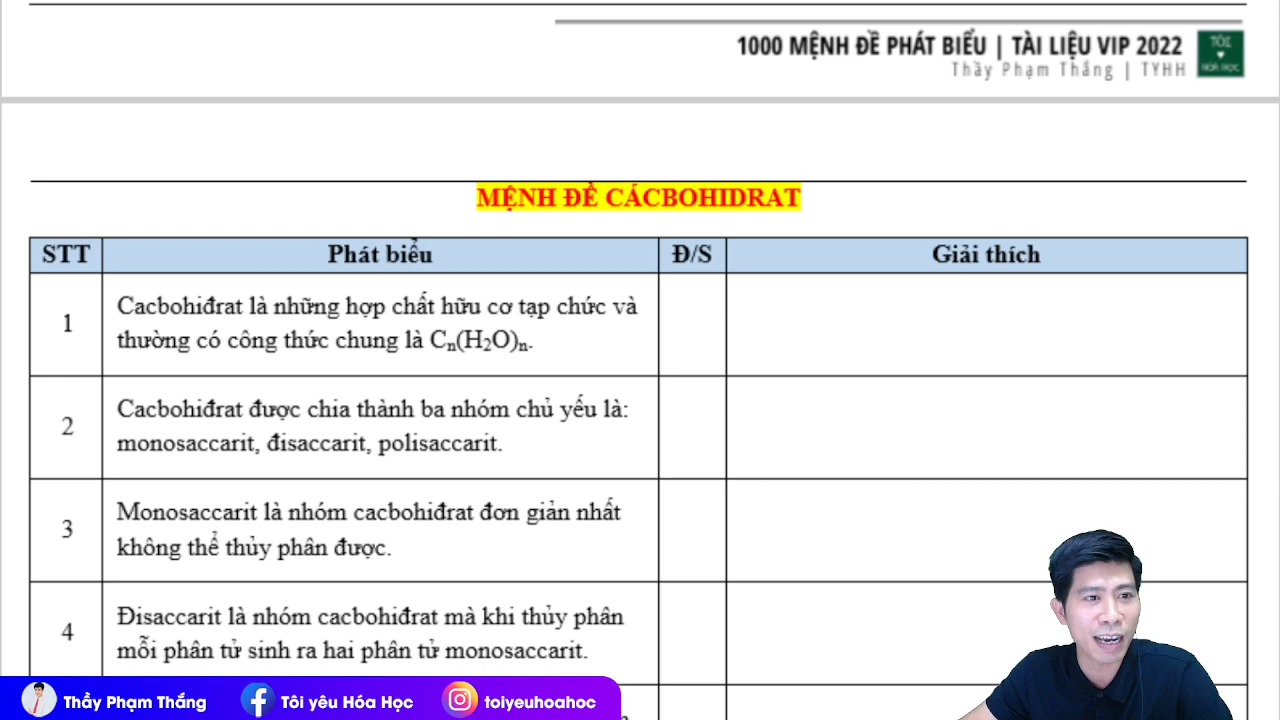 1000 MỆNH ĐỀ PHÁT BIỂU | TÀI LIỆU VIP 2022
Thầy Phạm Thắng | TYHH
TÔI
HOÁ HỌC
MỆNH ĐỀ CÁCBOHIDRAT
STT Phát biểu Đ/S Giải thích
1 Cacbohiđrat là những hợp chất hữu cơ tạp chức và
thường có công thức chung là Cₙ(H₂O)ₙ.
2 Cacbohiđrat được chia thành ba nhóm chủ yếu là:
monosaccarit, đisaccarit, polisaccarit.
3 Monosaccarit là nhóm cacbohiđrat đơn giản nhất
không thể thủy phân được.
4 Đisaccarit là nhóm cacbohiđrat mà khi thủy phân
mỗi phân tử sinh ra hai phân tử monosaccarit.
Thầy Phạm Thắng Tôi yêu Hóa Học toiyeuhoahoc